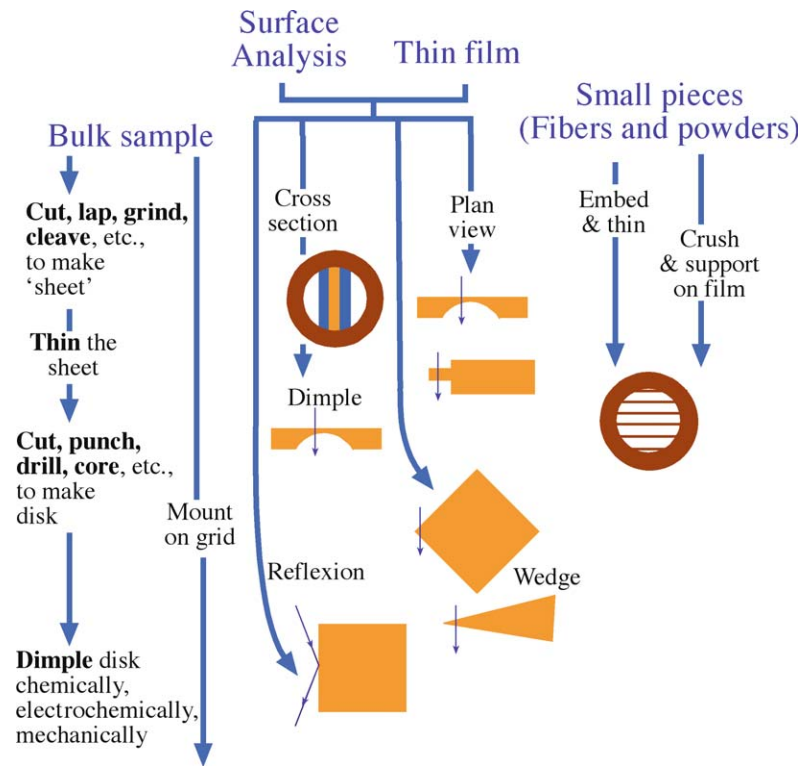 Surface
Analysis
Thin film
Small pieces
(Fibers and powders)
Bulk sample
Cut, lap, grind,
cleave, etc.,
to make
‘sheet’
Thin the
sheet
Cut, punch,
drill, core, etc.,
to make
disk
Dimple disk
chemically,
electrochemically,
mechanically
Mount
on grid
Cross
section
Dimple
Reflexion
Plan
view
Wedge
Embed
& thin
Crush
& support
on film